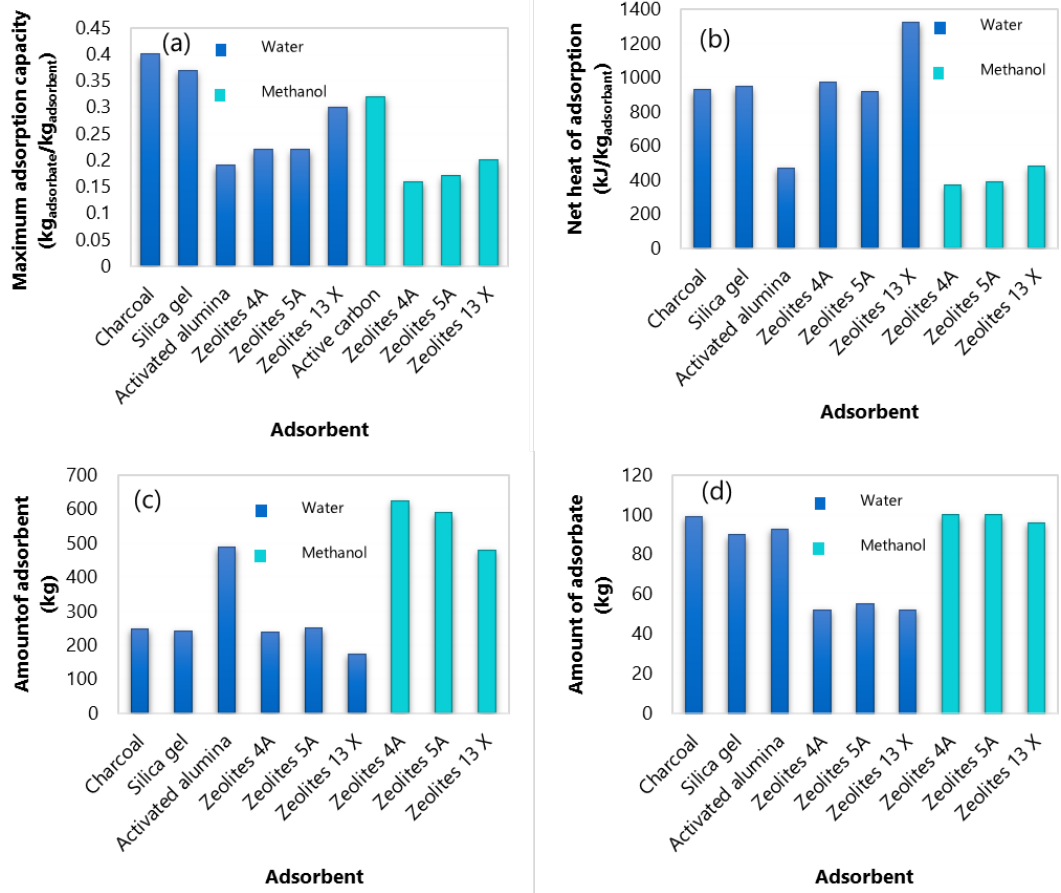 (a)
Water
Methanol
Maximum adsorption capacity
(kgadsorbate/kgadsorbent)
0.45
0.4
0.35
0.3
0.25
0.2
0.15
0.1
0.05
0
Charcoal
Silica gel
Activated alumina
Zeolites 4A
Zeolites 5A
Zeolites 13 X
Active carbon
Zeolites 4A
Zeolites 5A
Zeolites 13 X
Adsorbent
(b)
Water
Methanol
Net heat of adsorption
(kJ/kgadsorbant)
1400
1200
1000
800
600
400
200
0
Charcoal
Silica gel
Activated alumina
Zeolites 4A
Zeolites 5A
Zeolites 13 X
Zeolites 4A
Zeolites 5A
Zeolites 13 X
Adsorbent
(c)
Water
Methanol
Amountof adsorbent
(kg)
700
600
500
400
300
200
100
0
Charcoal
Silica gel
Activated alumina
Zeolites 4A
Zeolites 5A
Zeolites 13 X
Zeolites 4A
Zeolites 5A
Zeolites 13 X
Adsorbent
(d)
Water
Methanol
Amount of adsorbate
(kg)
120
100
80
60
40
20
0
Charcoal
Silica gel
Activated alumina
Zeolites 4A
Zeolites 5A
Zeolites 13 X
Zeolites 4A
Zeolites 5A
Zeolites 13 X
Adsorbent